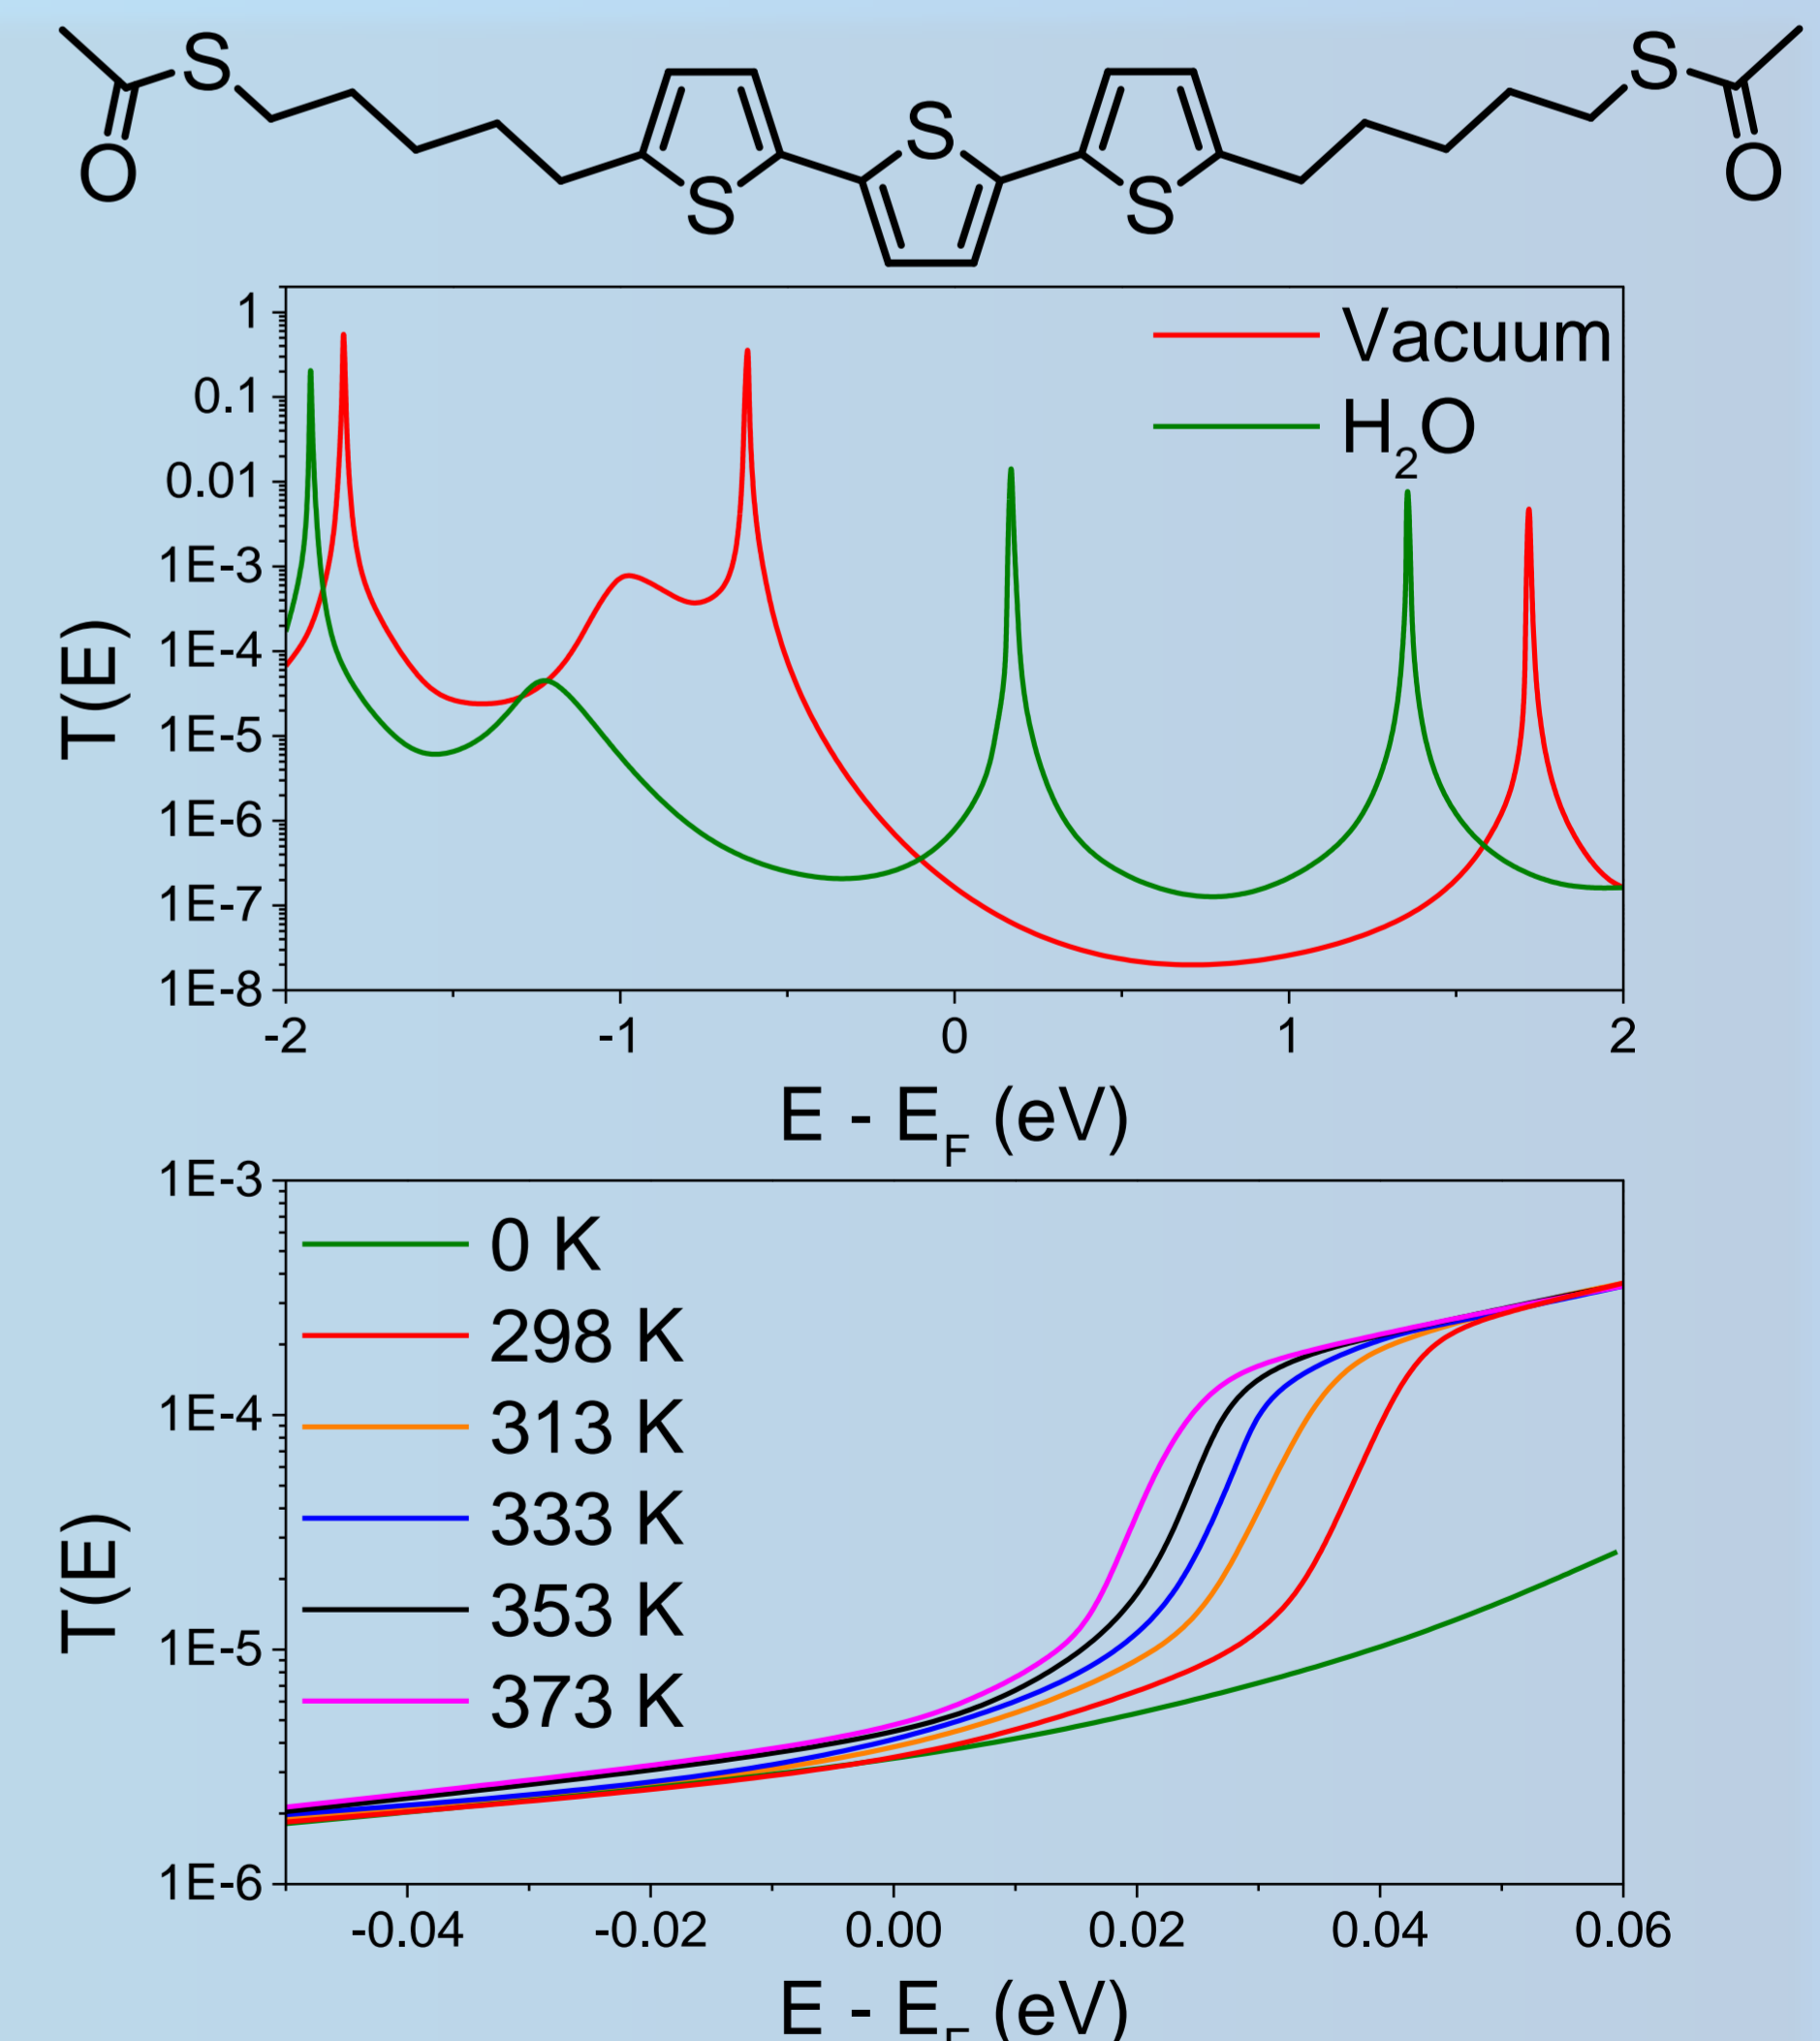 S S
O S S S O
1
0.1
0.01
1E-3
1E-4
1E-5
1E-6
1E-7
1E-8
T(E)
Vacuum
H₂O
-2 -1 0 1 2
E - E_F (eV)
1E-3
1E-4
1E-5
1E-6
T(E)
0 K
298 K
313 K
333 K
353 K
373 K
-0.04 -0.02 0.00 0.02 0.04 0.06
E - E_F (eV)